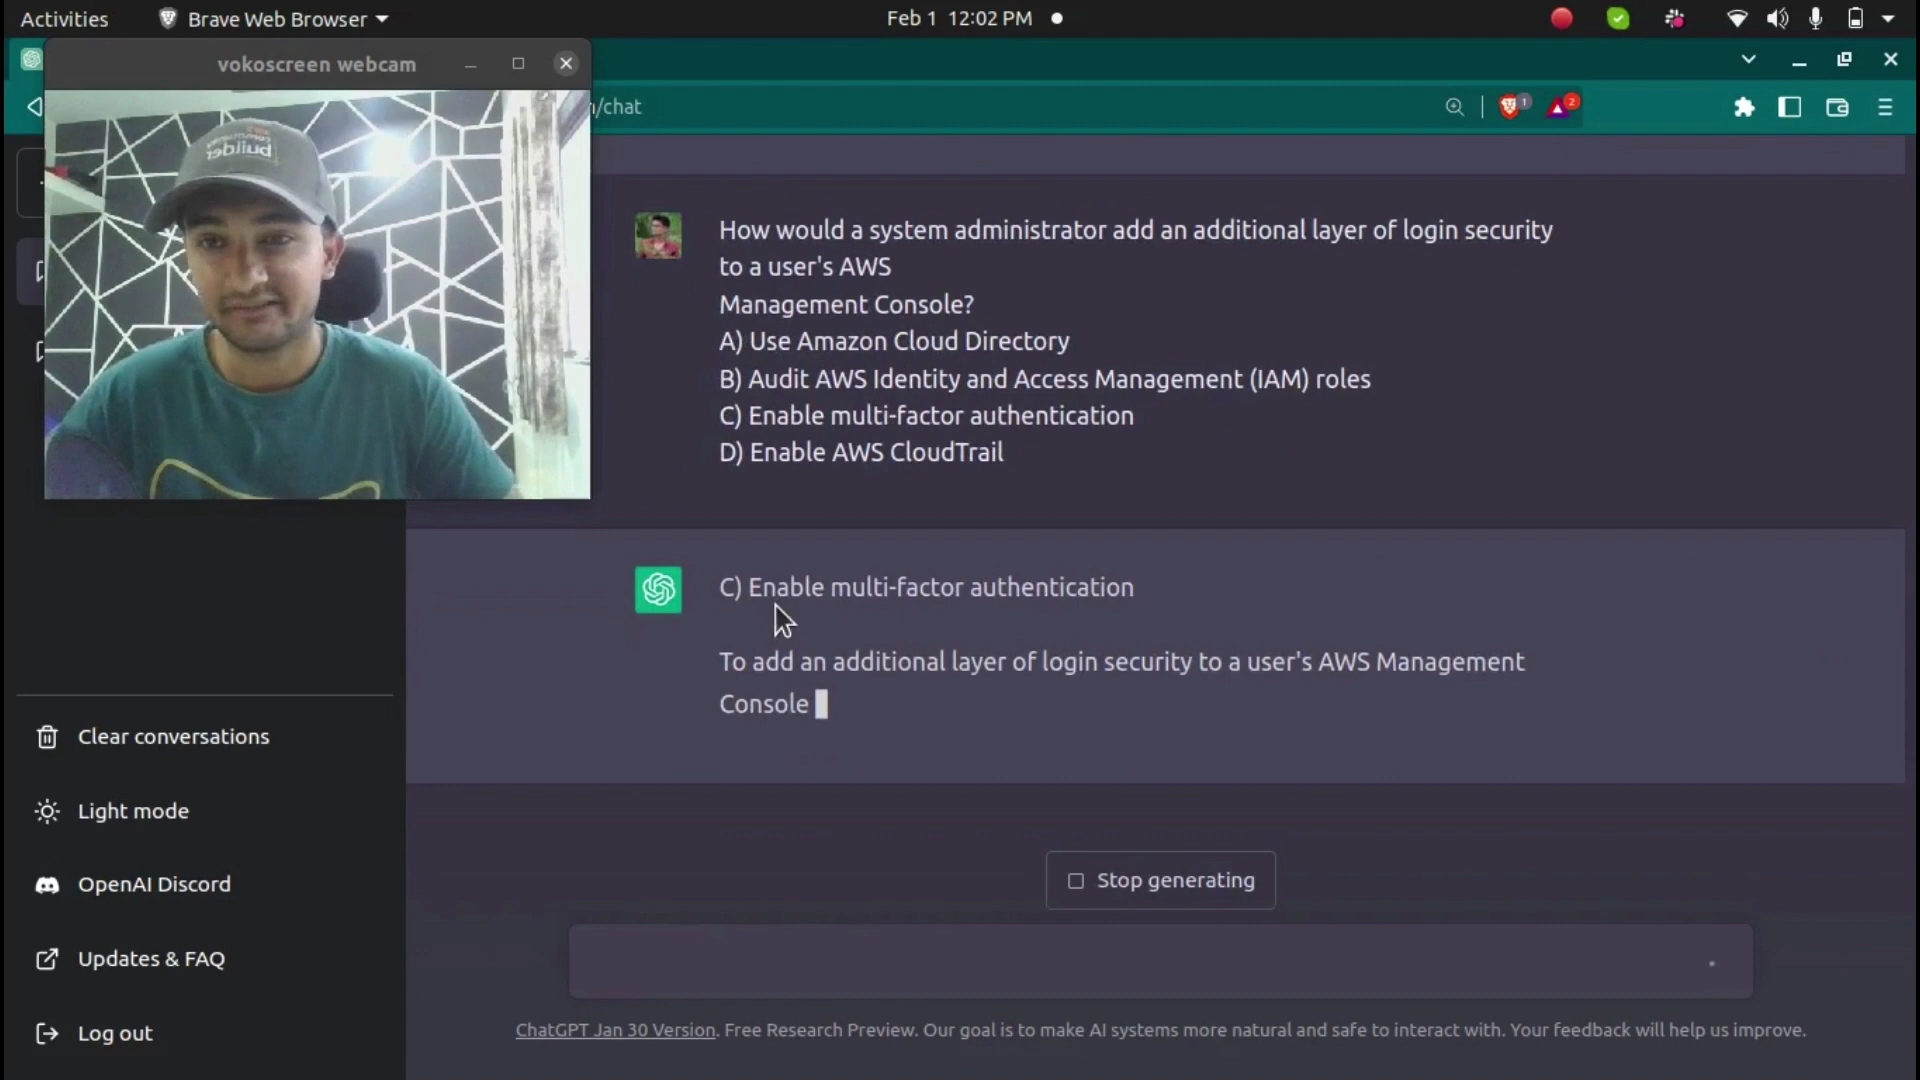 Activities
Brave Web Browser
Feb 1 12:02 PM
vokoscreen webcam
/chat
1
2
builder
How would a system administrator add an additional layer of login security
to a user's AWS
Management Console?
A) Use Amazon Cloud Directory
B) Audit AWS Identity and Access Management (IAM) roles
C) Enable multi-factor authentication
D) Enable AWS CloudTrail
C) Enable multi-factor authentication
To add an additional layer of login security to a user's AWS Management
Console
Clear conversations
Light mode
OpenAI Discord
Updates & FAQ
Log out
Stop generating
ChatGPT Jan 30 Version. Free Research Preview. Our goal is to make AI systems more natural and safe to interact with. Your feedback will help us improve.